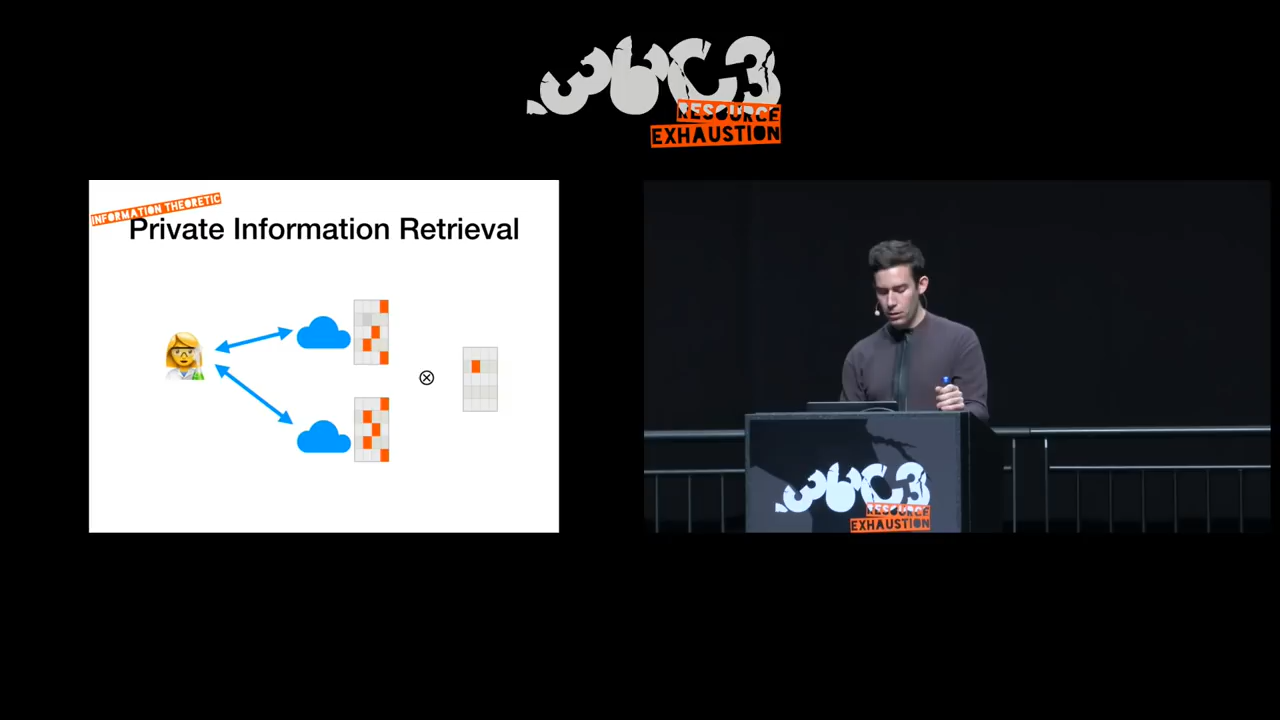 36C3
RESOURCE
EXHAUSTION
INFORMATION THEORETIC
Private Information Retrieval
⊗
36C3
RESOURCE
EXHAUSTION